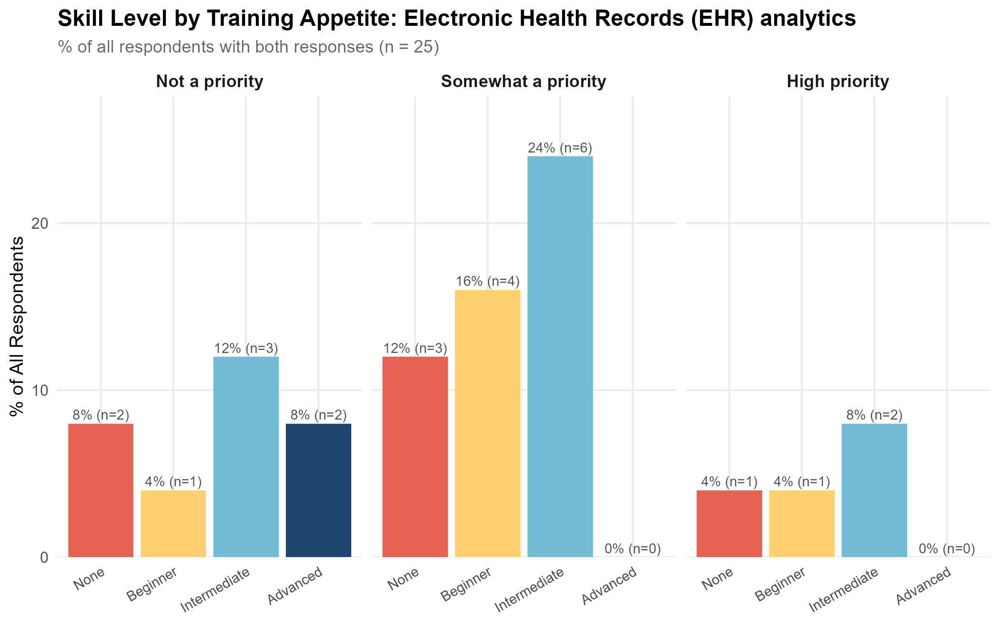 Skill Level by Training Appetite: Electronic Health Records (EHR) analytics
% of all respondents with both responses (n = 25)
Not a priority
Somewhat a priority
High priority
% of All Respondents
20
10
0
8% (n=2)
4% (n=1)
12% (n=3)
8% (n=2)
12% (n=3)
16% (n=4)
24% (n=6)
0% (n=0)
4% (n=1)
4% (n=1)
8% (n=2)
0% (n=0)
None
Beginner
Intermediate
Advanced
None
Beginner
Intermediate
Advanced
None
Beginner
Intermediate
Advanced